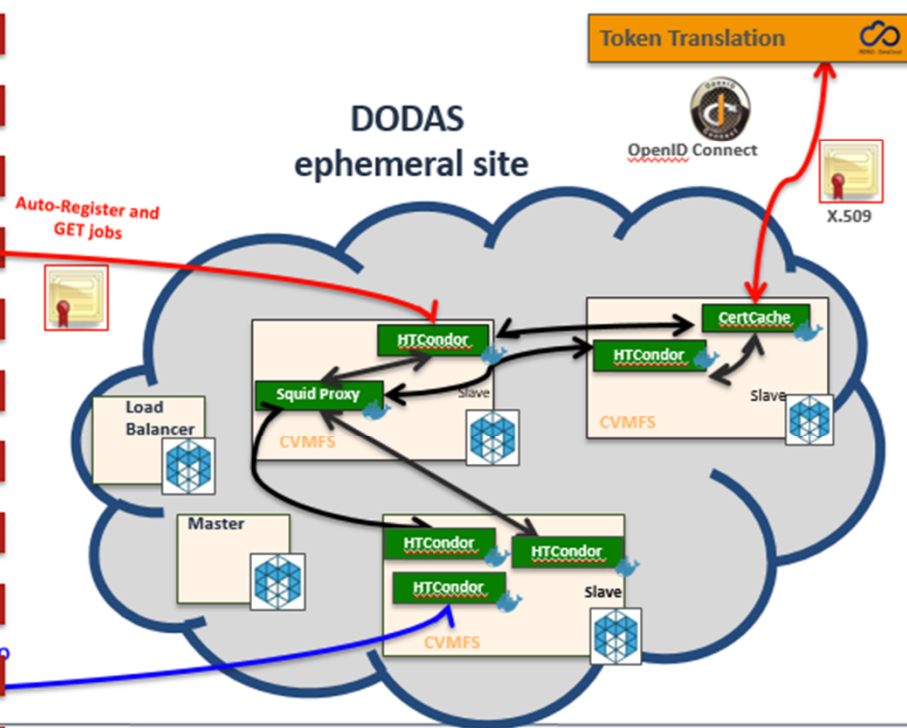 Token Translation
DODAS
ephemeral site
OpenID Connect
X.509
Auto-Register and
GET jobs
HTCondor
CertCache
HTCondor
Squid Proxy
Slave
Slave
CVMFS
CVMFS
Load
Balancer
Master
HTCondor
HTCondor
HTCondor
Slave
CVMFS